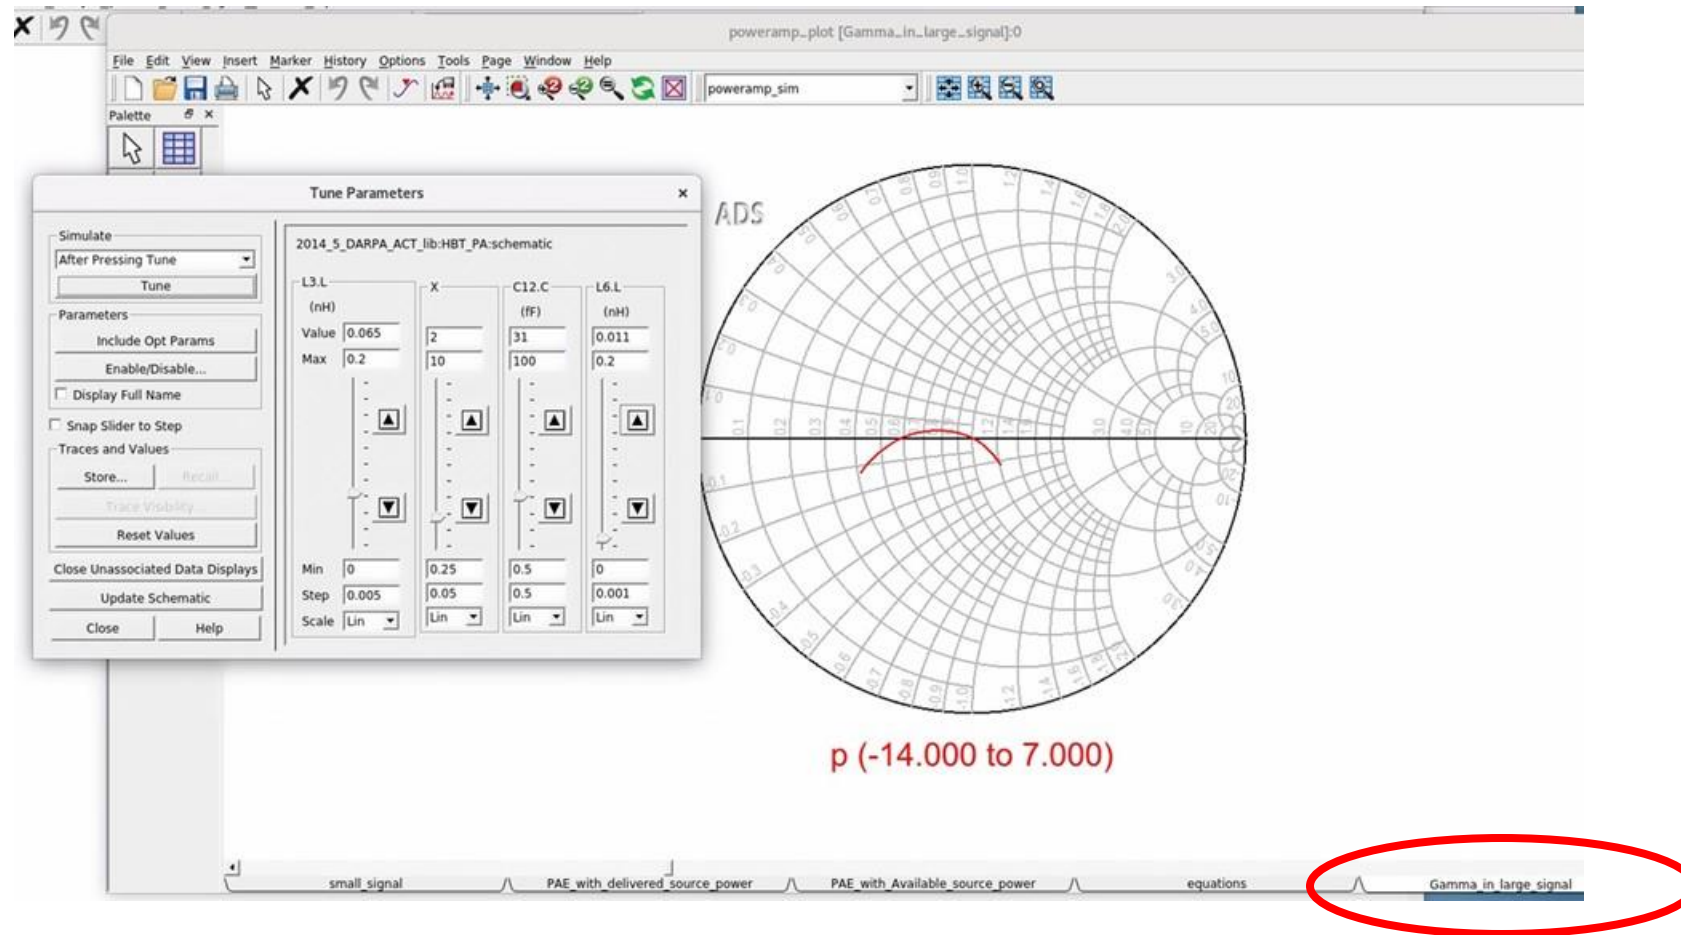 poweramp_plot [Gamma_in_large_signal]:0
File Edit View Insert Marker History Options Tools Page Window Help
poweramp_sim
Palette
Tune Parameters
Simulate
After Pressing Tune
Tune
Parameters
Include Opt Params
Enable/Disable...
Display Full Name
Snap Slider to Step
Traces and Values
Store... Recall...
Trace Visibility...
Reset Values
Close Unassociated Data Displays
Update Schematic
Close Help
2014_5_DARPA_ACT_lib:HBT_PA:schematic
L3.L X C12.C L6.L
(nH) (fF) (nH)
Value 0.065 2 31 0.011
Max 0.2 10 100 0.2
Min 0 0.25 0.5 0
Step 0.005 0.05 0.5 0.001
Scale Lin Lin Lin Lin
ADS
p (-14.000 to 7.000)
small_signal PAE_with_delivered_source_power PAE_with_Available_source_power equations Gamma_in_large_signal